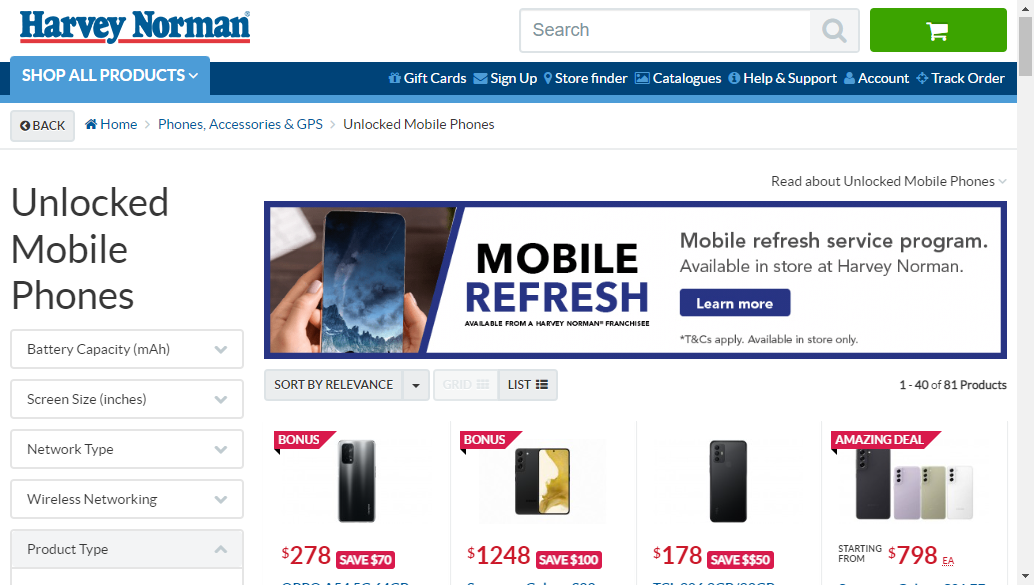 Harvey Norman
Search
SHOP ALL PRODUCTS
Gift Cards Sign Up Store finder Catalogues Help & Support Account Track Order
BACK Home Phones, Accessories & GPS Unlocked Mobile Phones
Read about Unlocked Mobile Phones
Unlocked
Mobile
Phones
MOBILE
REFRESH
AVAILABLE FROM A HARVEY NORMAN® FRANCHISEE
Mobile refresh service program.
Available in store at Harvey Norman.
Learn more
*T&Cs apply. Available in store only.
Battery Capacity (mAh)
Screen Size (inches)
Network Type
Wireless Networking
Product Type
SORT BY RELEVANCE GRID LIST 1 - 40 of 81 Products
BONUS
$278 SAVE $70
BONUS
$1248 SAVE $100
$178 SAVE $$50
AMAZING DEAL
STARTING
FROM
$798 EA